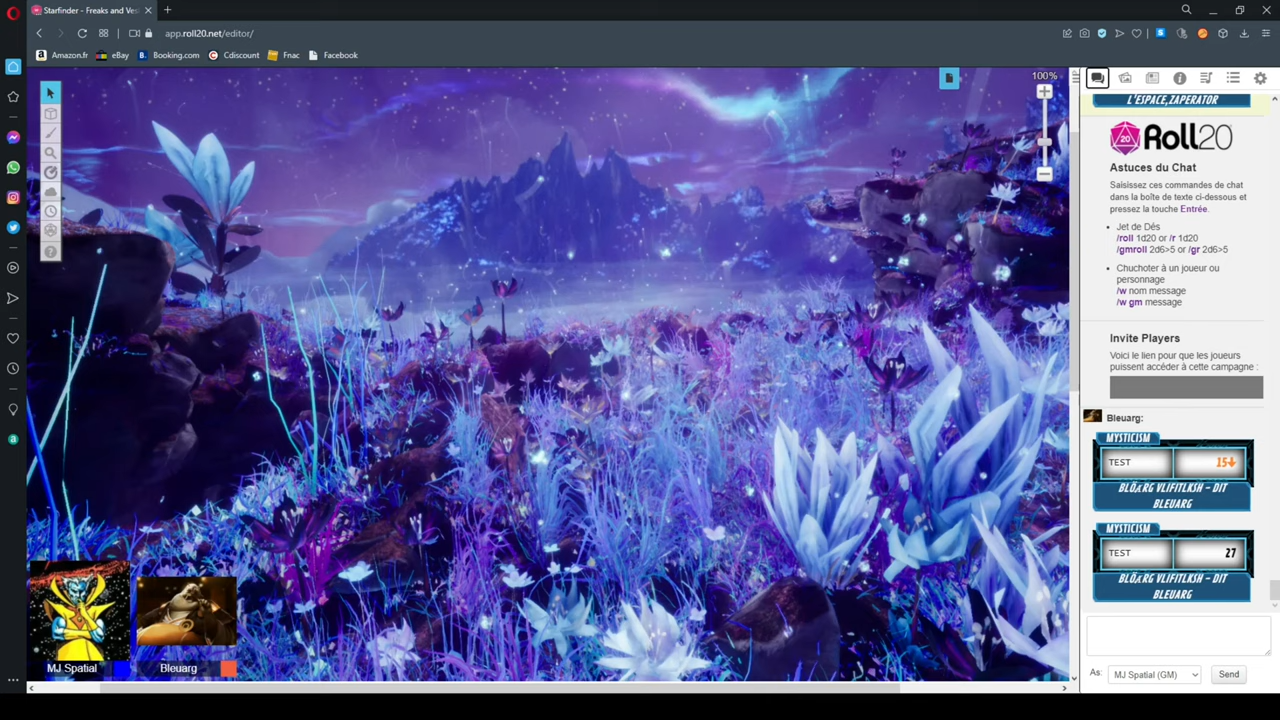 Starfinder - Freaks and Ves
app.roll20.net/editor/
Amazon.fr
eBay
Booking.com
Cdiscount
Fnac
Facebook
100%
L'ESPACE,ZAPERATOR
20
Roll20
Astuces du Chat
Saisissez ces commandes de chat
dans la boîte de texte ci-dessous et
pressez la touche Entrée.
Jet de Dés
/roll 1d20 or /r 1d20
/gmroll 2d6>5 or /gr 2d6>5
Chuchoter à un joueur ou
personnage
/w nom message
/w gm message
Invite Players
Voici le lien pour que les joueurs
puissent accéder à cette campagne :
Bleuarg:
MYSTICISM
TEST 15
BLÖARG VLIFITLKSH - DIT
BLEUARG
MYSTICISM
TEST 27
BLÖARG VLIFITLKSH - DIT
BLEUARG
MJ Spatial
Bleuarg
As: MJ Spatial (GM) Send